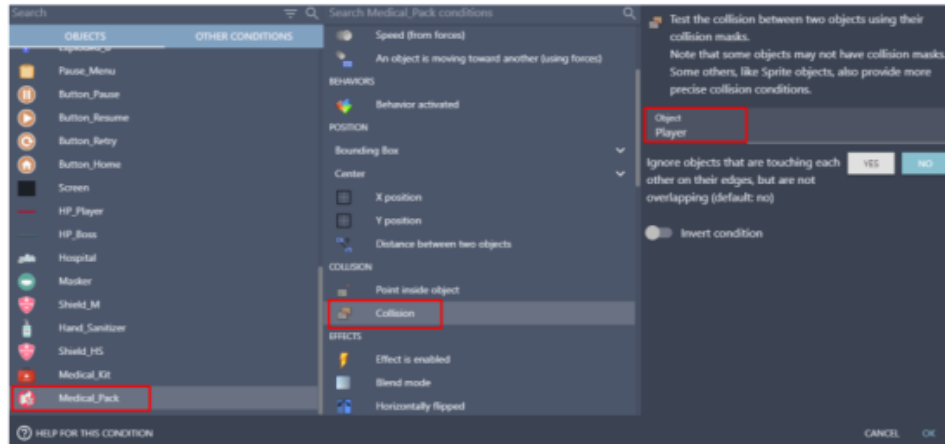 Search
OBJECTS
OTHER CONDITIONS
Pause_Menu
Button_Pause
Button_Resume
Button_Retry
Button_Home
Screen
HP_Player
HP_Boss
Hospital
Masker
Shield_M
Hand_Sanitizer
Shield_HS
Medical_Kit
Medical_Pack
HELP FOR THIS CONDITION
Search Medical_Pack conditions
Speed (from forces)
An object is moving toward another (using forces)
BEHAVIORS
Behavior activated
POSITION
Bounding Box
Center
X position
Y position
Distance between two objects
COLLISION
Point inside object
Collision
EFFECTS
Effect is enabled
Blend mode
Horizontally flipped
Test the collision between two objects using their
collision masks.
Note that some objects may not have collision masks.
Some others, like Sprite objects, also provide more
precise collision conditions.
Object
Player
Ignore objects that are touching each
other on their edges, but are not
overlapping (default: no)
YES
NO
Invert condition
CANCEL
OK